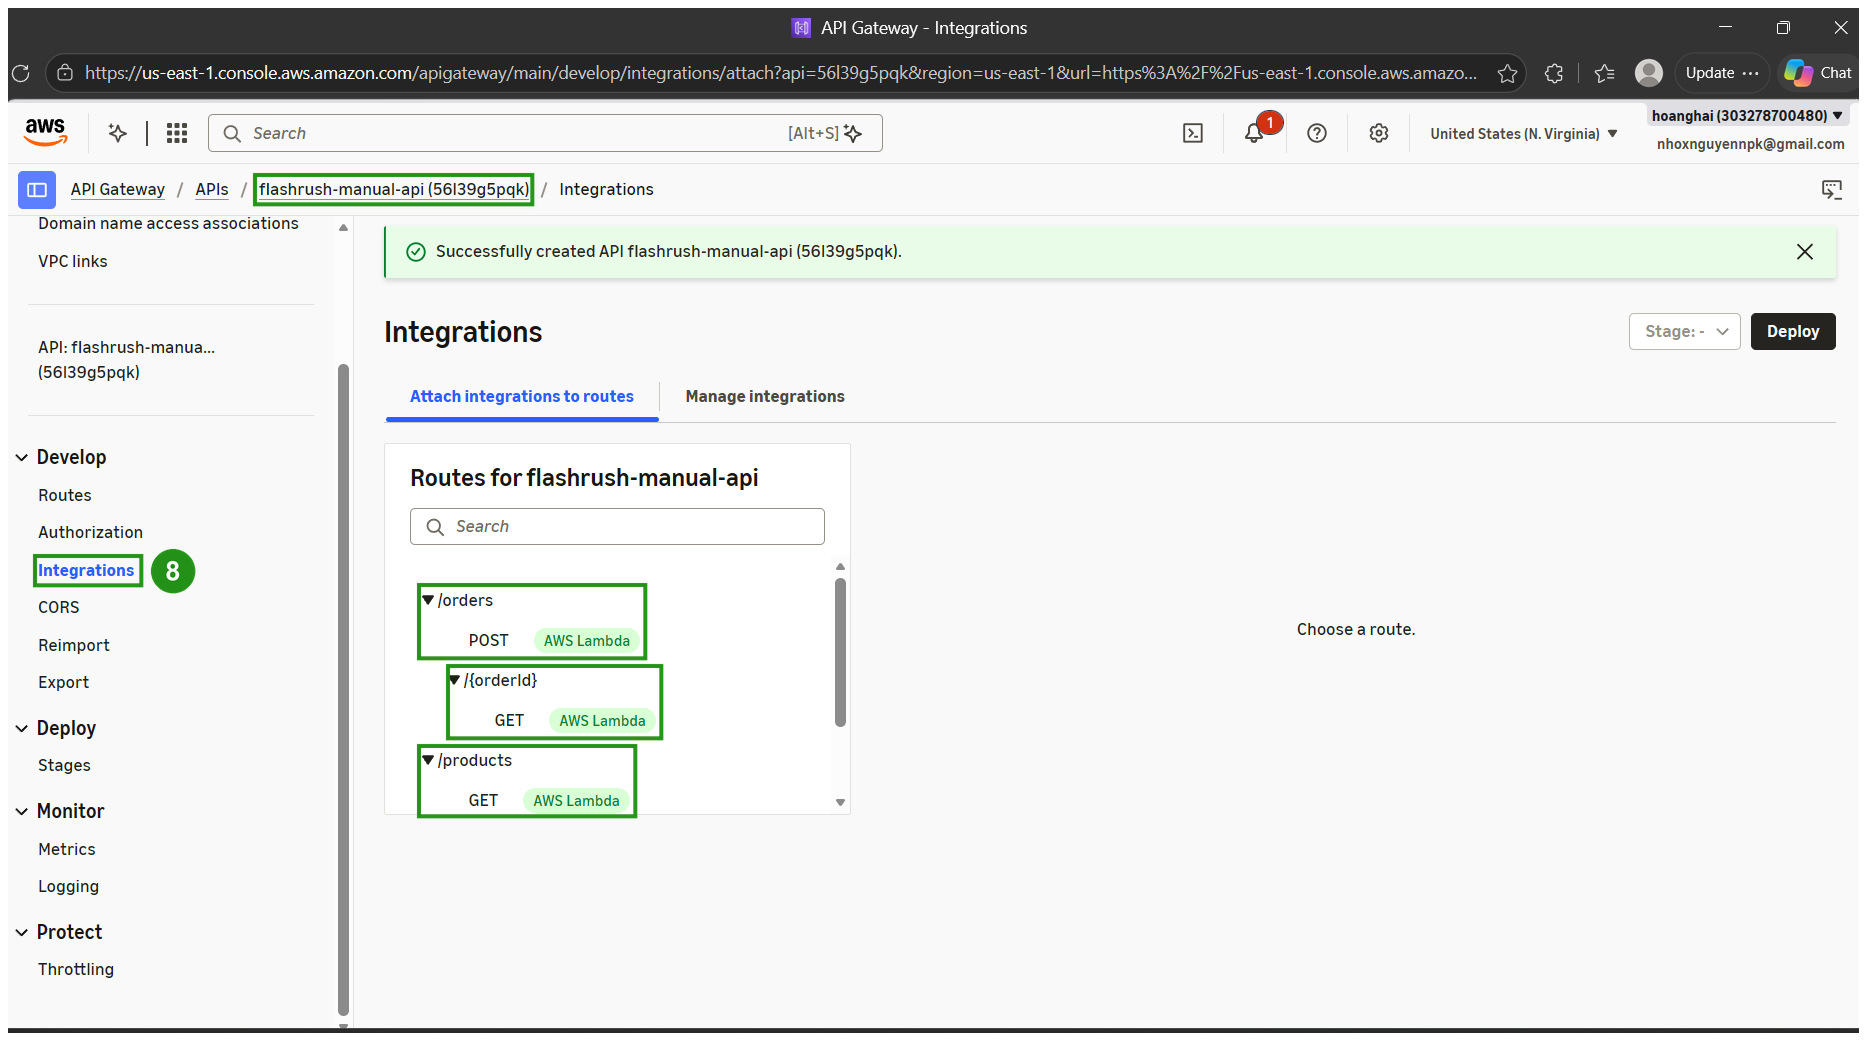 API Gateway - Integrations
https://us-east-1.console.aws.amazon.com/apigateway/main/develop/integrations/attach?api=56l39g5pqk&region=us-east-1&url=https%3A%2F%2Fus-east-1.console.aws.amazo...
Update
Chat
aws
Search
[Alt+S]
1
United States (N. Virginia)
hoanghai (303278700480)
nhoxnguyennpk@gmail.com
API Gateway / APIs / flashrush-manual-api (56l39g5pqk) / Integrations
Domain name access associations
VPC links
API: flashrush-manua...
(56l39g5pqk)
Develop
Routes
Authorization
Integrations
8
CORS
Reimport
Export
Deploy
Stages
Monitor
Metrics
Logging
Protect
Throttling
Successfully created API flashrush-manual-api (56l39g5pqk).
Integrations
Stage: -
Deploy
Attach integrations to routes
Manage integrations
Routes for flashrush-manual-api
Search
/orders
POST AWS Lambda
/{orderId}
GET AWS Lambda
/products
GET AWS Lambda
Choose a route.